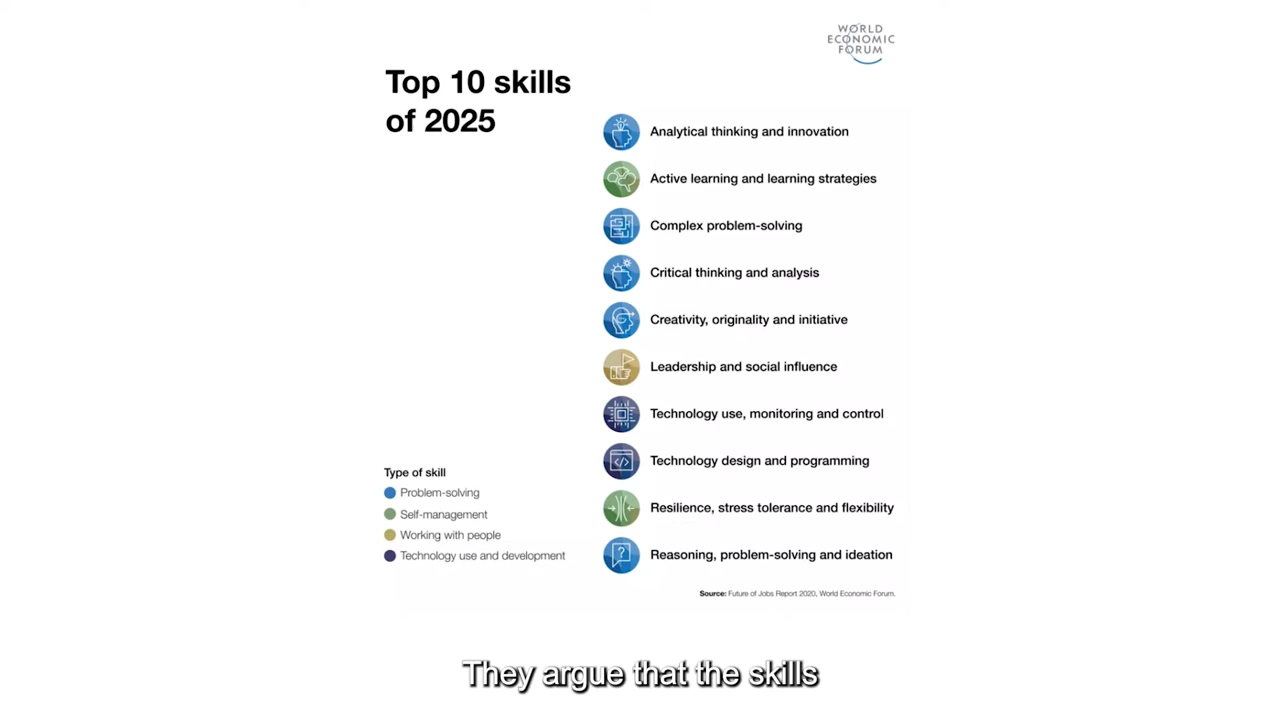 WORLD
ECONOMIC
FORUM
Top 10 skills
of 2025
Analytical thinking and innovation
Active learning and learning strategies
Complex problem-solving
Critical thinking and analysis
Creativity, originality and initiative
Leadership and social influence
Technology use, monitoring and control
Technology design and programming
Resilience, stress tolerance and flexibility
Reasoning, problem-solving and ideation
Type of skill
Problem-solving
Self-management
Working with people
Technology use and development
Source: Future of Jobs Report 2020, World Economic Forum.
They argue that the skills